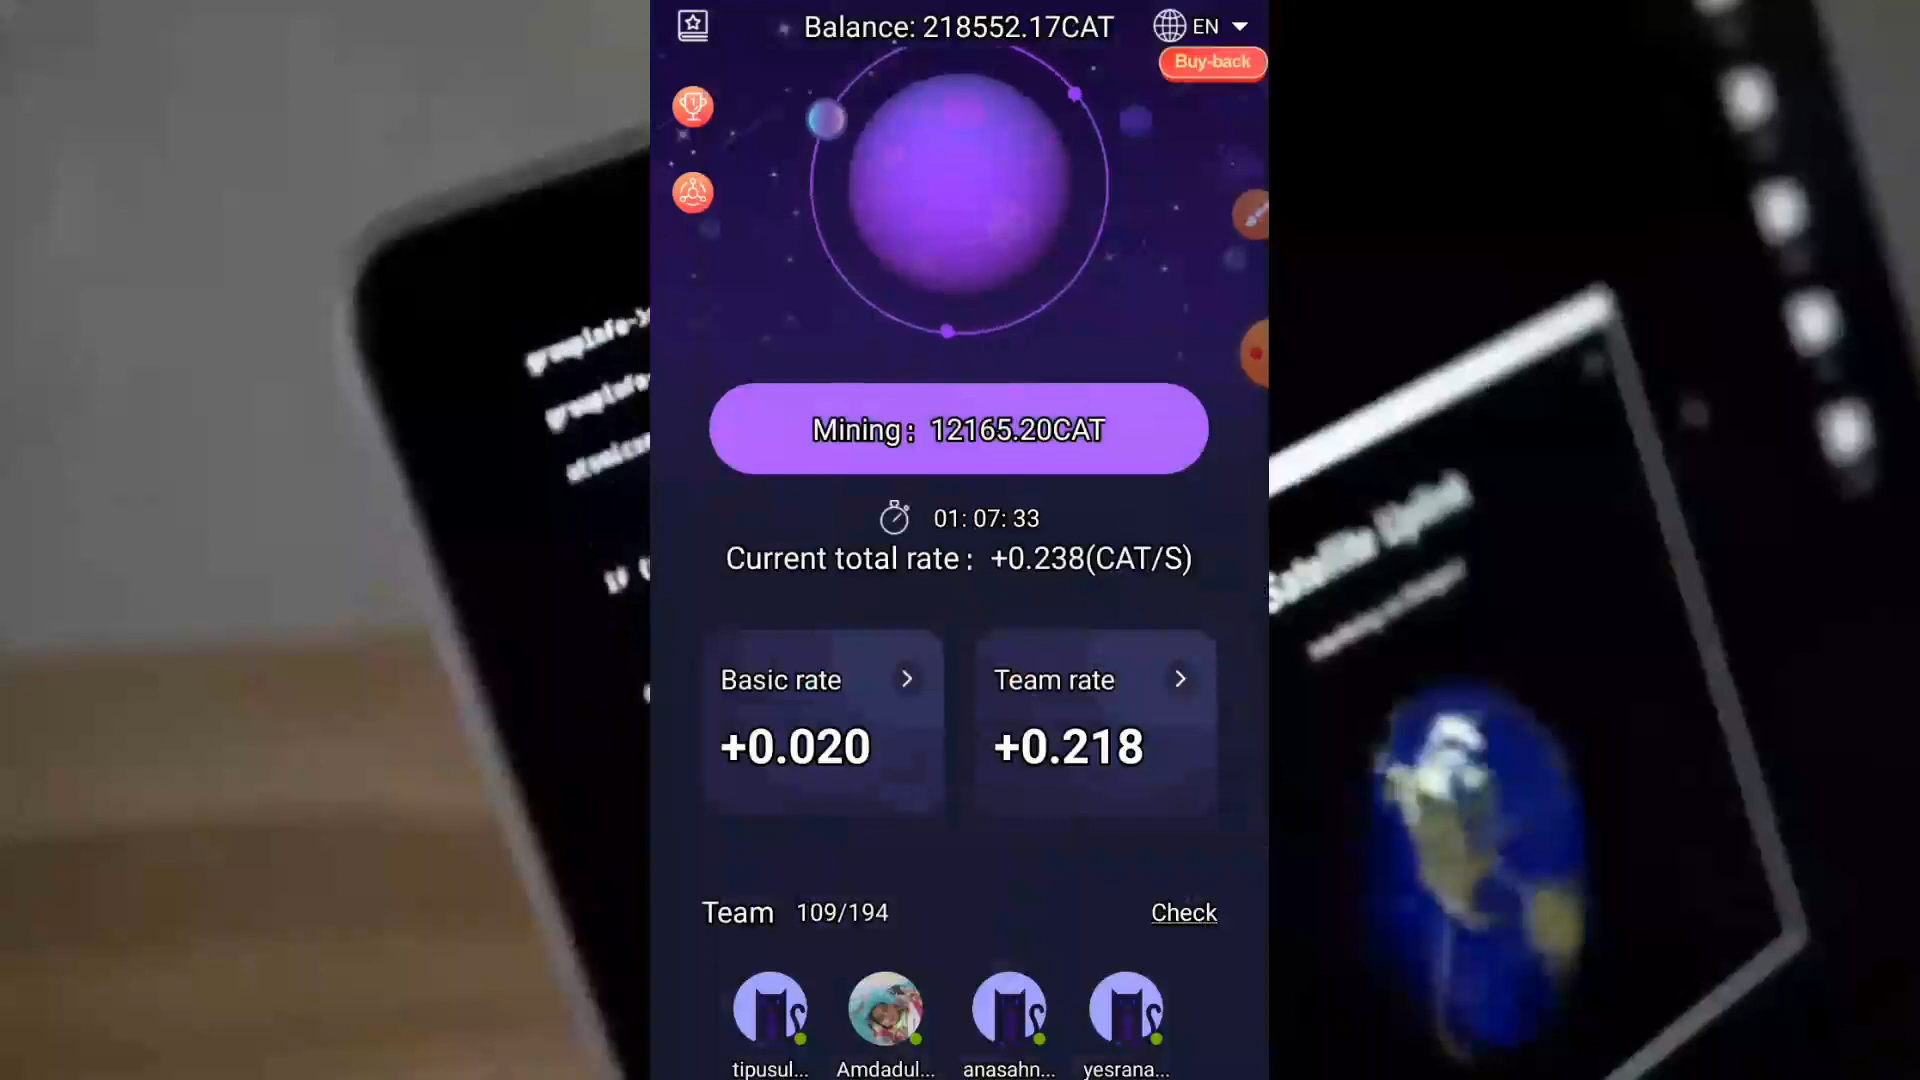 Balance: 218552.17CAT
EN
Buy-back
Mining: 12165.20CAT
01: 07: 33
Current total rate: +0.238(CAT/S)
Basic rate
+0.020
Team rate
+0.218
Team 109/194
Check
tipusul...
Amdadul...
anasahn...
yesrana...
Satellite